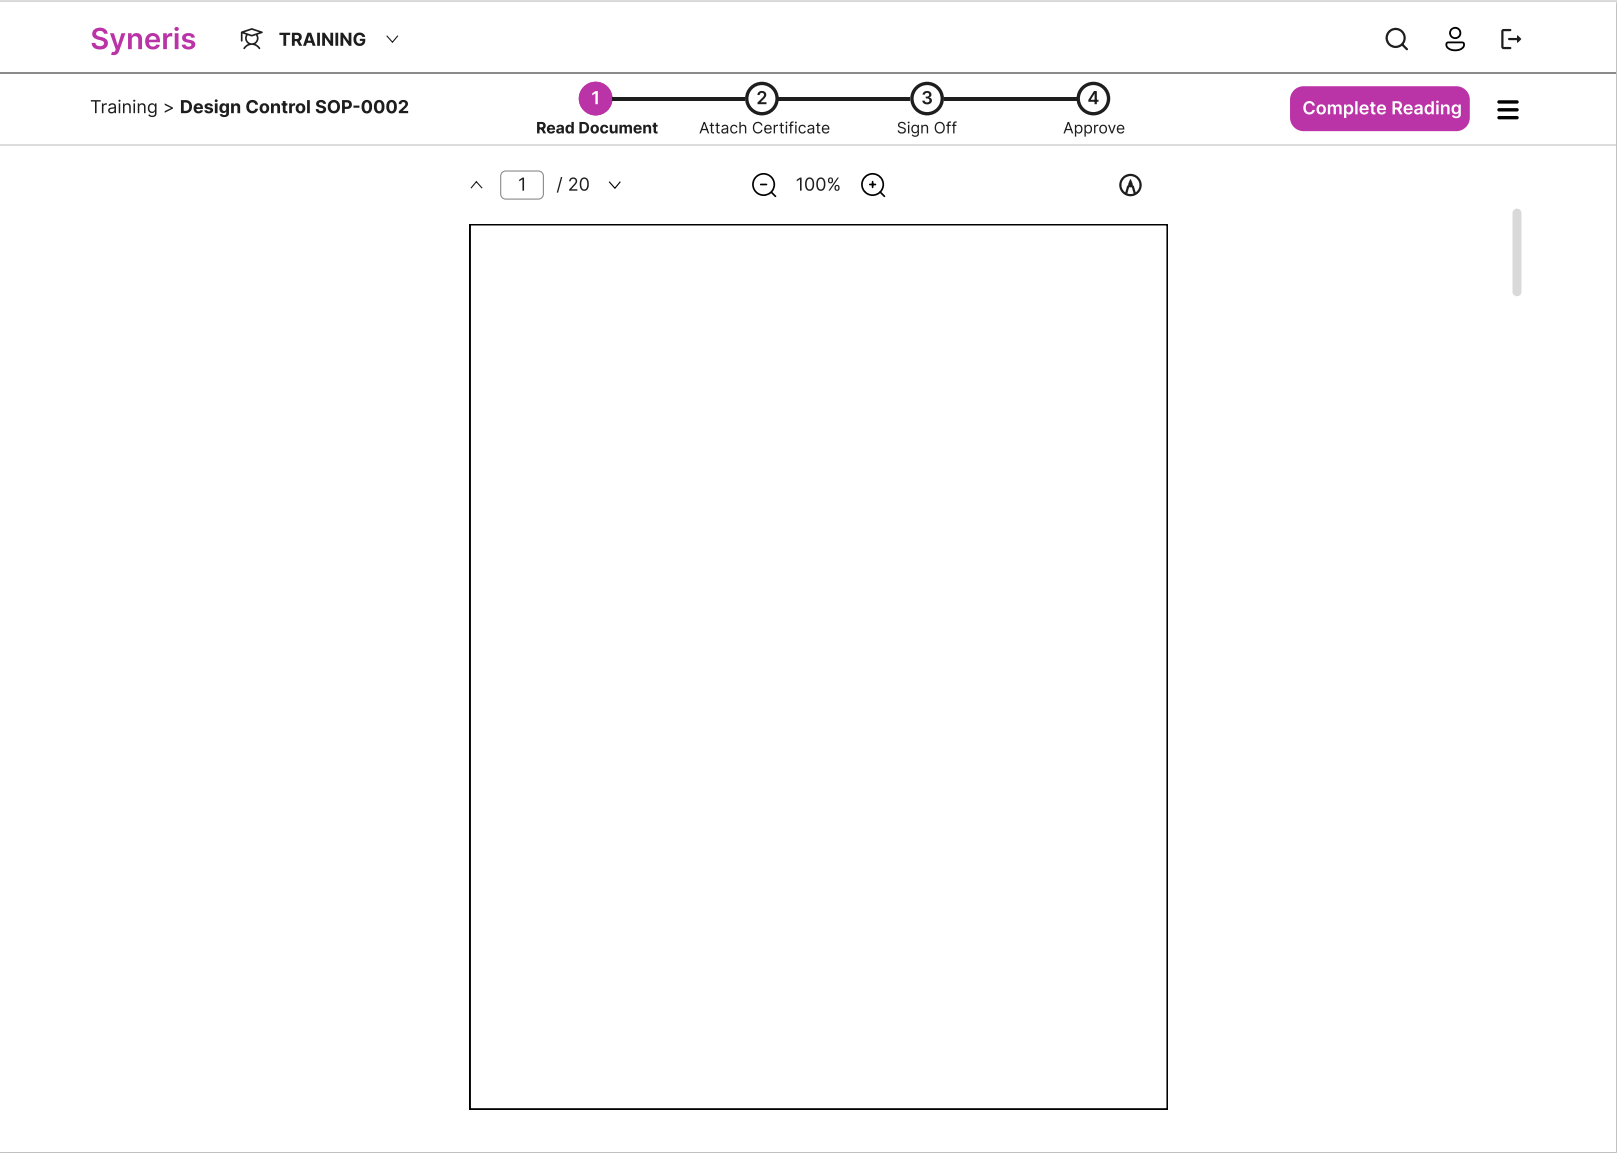 Syneris
TRAINING
Training > Design Control SOP-0002
1
2
3
4
Read Document
Attach Certificate
Sign Off
Approve
Complete Reading
1 / 20
100%